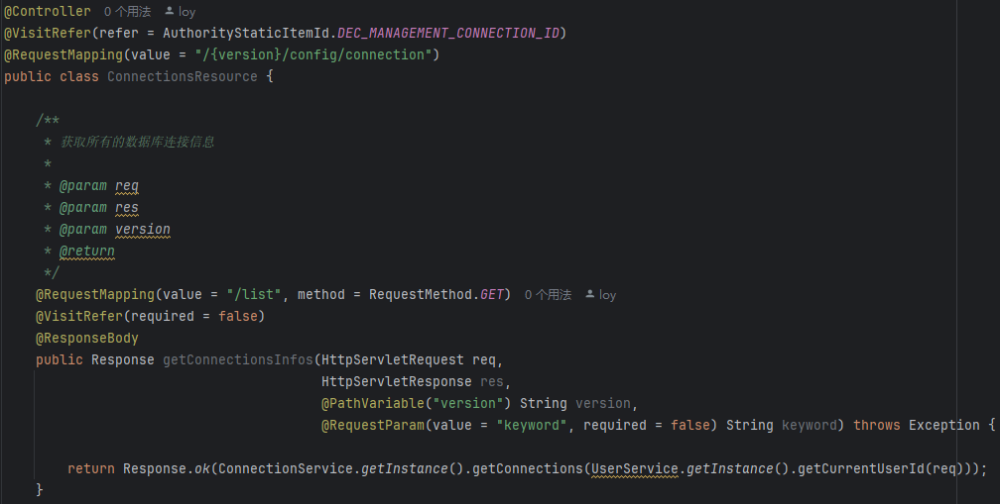 @Controller 0 个用法 loy
@VisitRefer(refer = AuthorityStaticItemId.DEC_MANAGEMENT_CONNECTION_ID)
@RequestMapping(value = "/{version}/config/connection")
public class ConnectionsResource {
/**
* 获取所有的数据库连接信息
*
* @param req
* @param res
* @param version
* @return
*/
@RequestMapping(value = "/list", method = RequestMethod.GET) 0 个用法 loy
@VisitRefer(required = false)
@ResponseBody
public Response getConnectionsInfos(HttpServletRequest req,
HttpServletResponse res,
@PathVariable("version") String version,
@RequestParam(value = "keyword", required = false) String keyword) throws Exception {
return Response.ok(ConnectionService.getInstance().getConnections(UserService.getInstance().getCurrentUserId(req)));
}